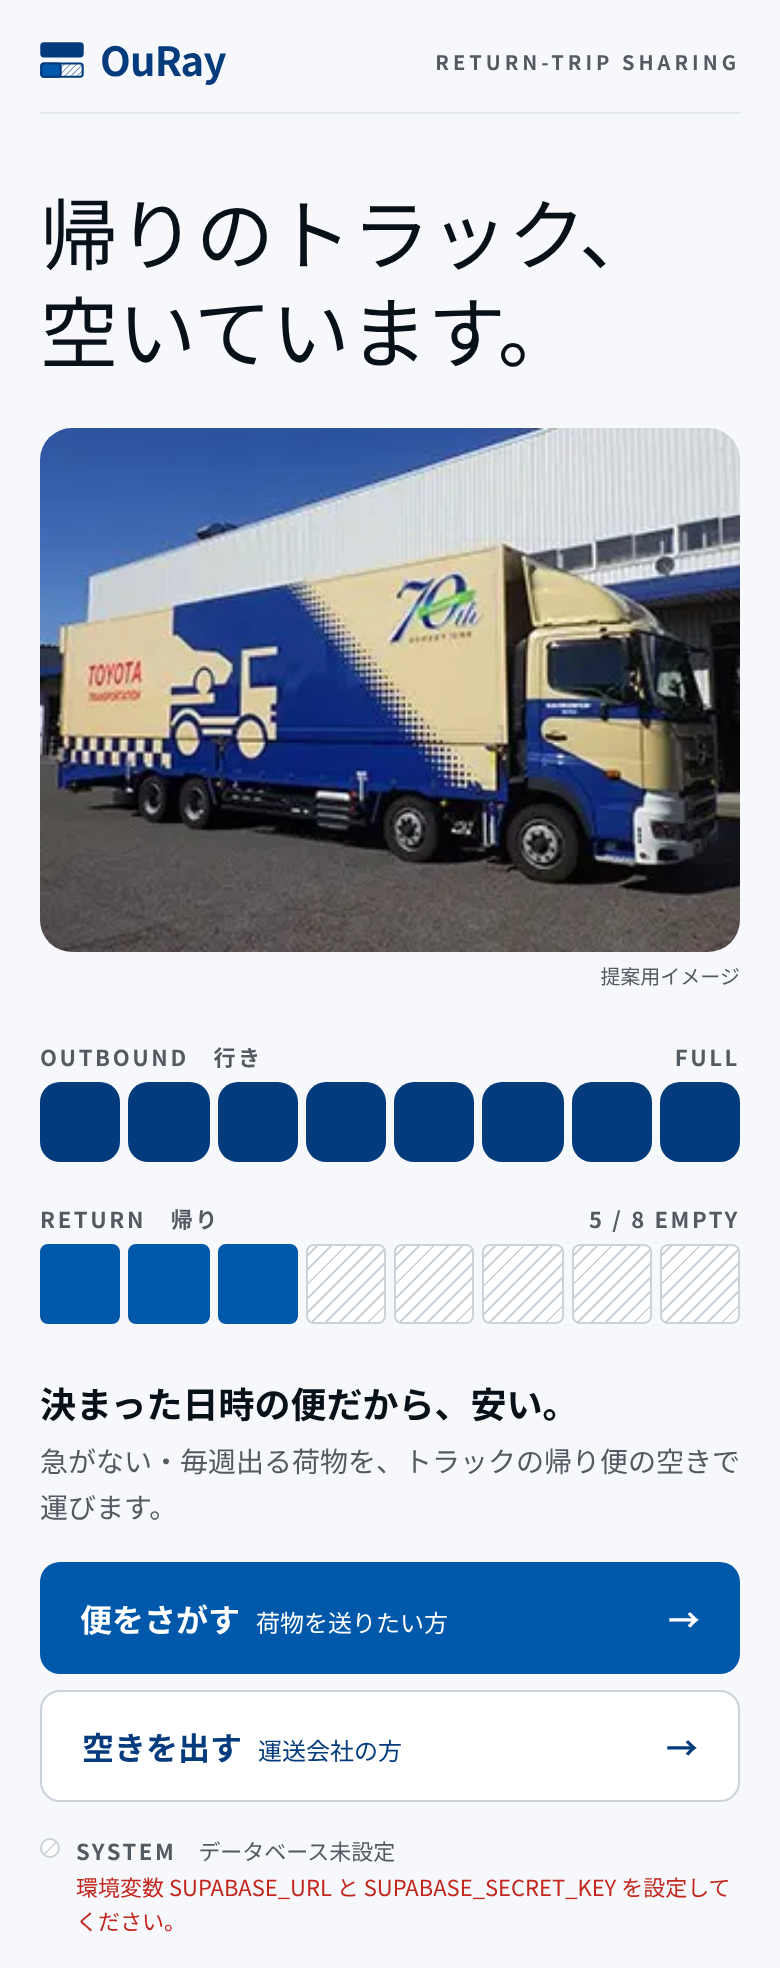 OuRay
RETURN-TRIP SHARING
帰りのトラック、
空いています。
70th
TOYOTA
TRANSPORTATION
提案用イメージ
OUTBOUND 行き
FULL
RETURN 帰り
5 / 8 EMPTY
決まった日時の便だから、安い。
急がない・毎週出る荷物を、トラックの帰り便の空きで
運びます。
便をさがす 荷物を送りたい方 →
空きを出す 運送会社の方 →
SYSTEM データベース未設定
環境変数 SUPABASE_URL と SUPABASE_SECRET_KEY を設定して
ください。